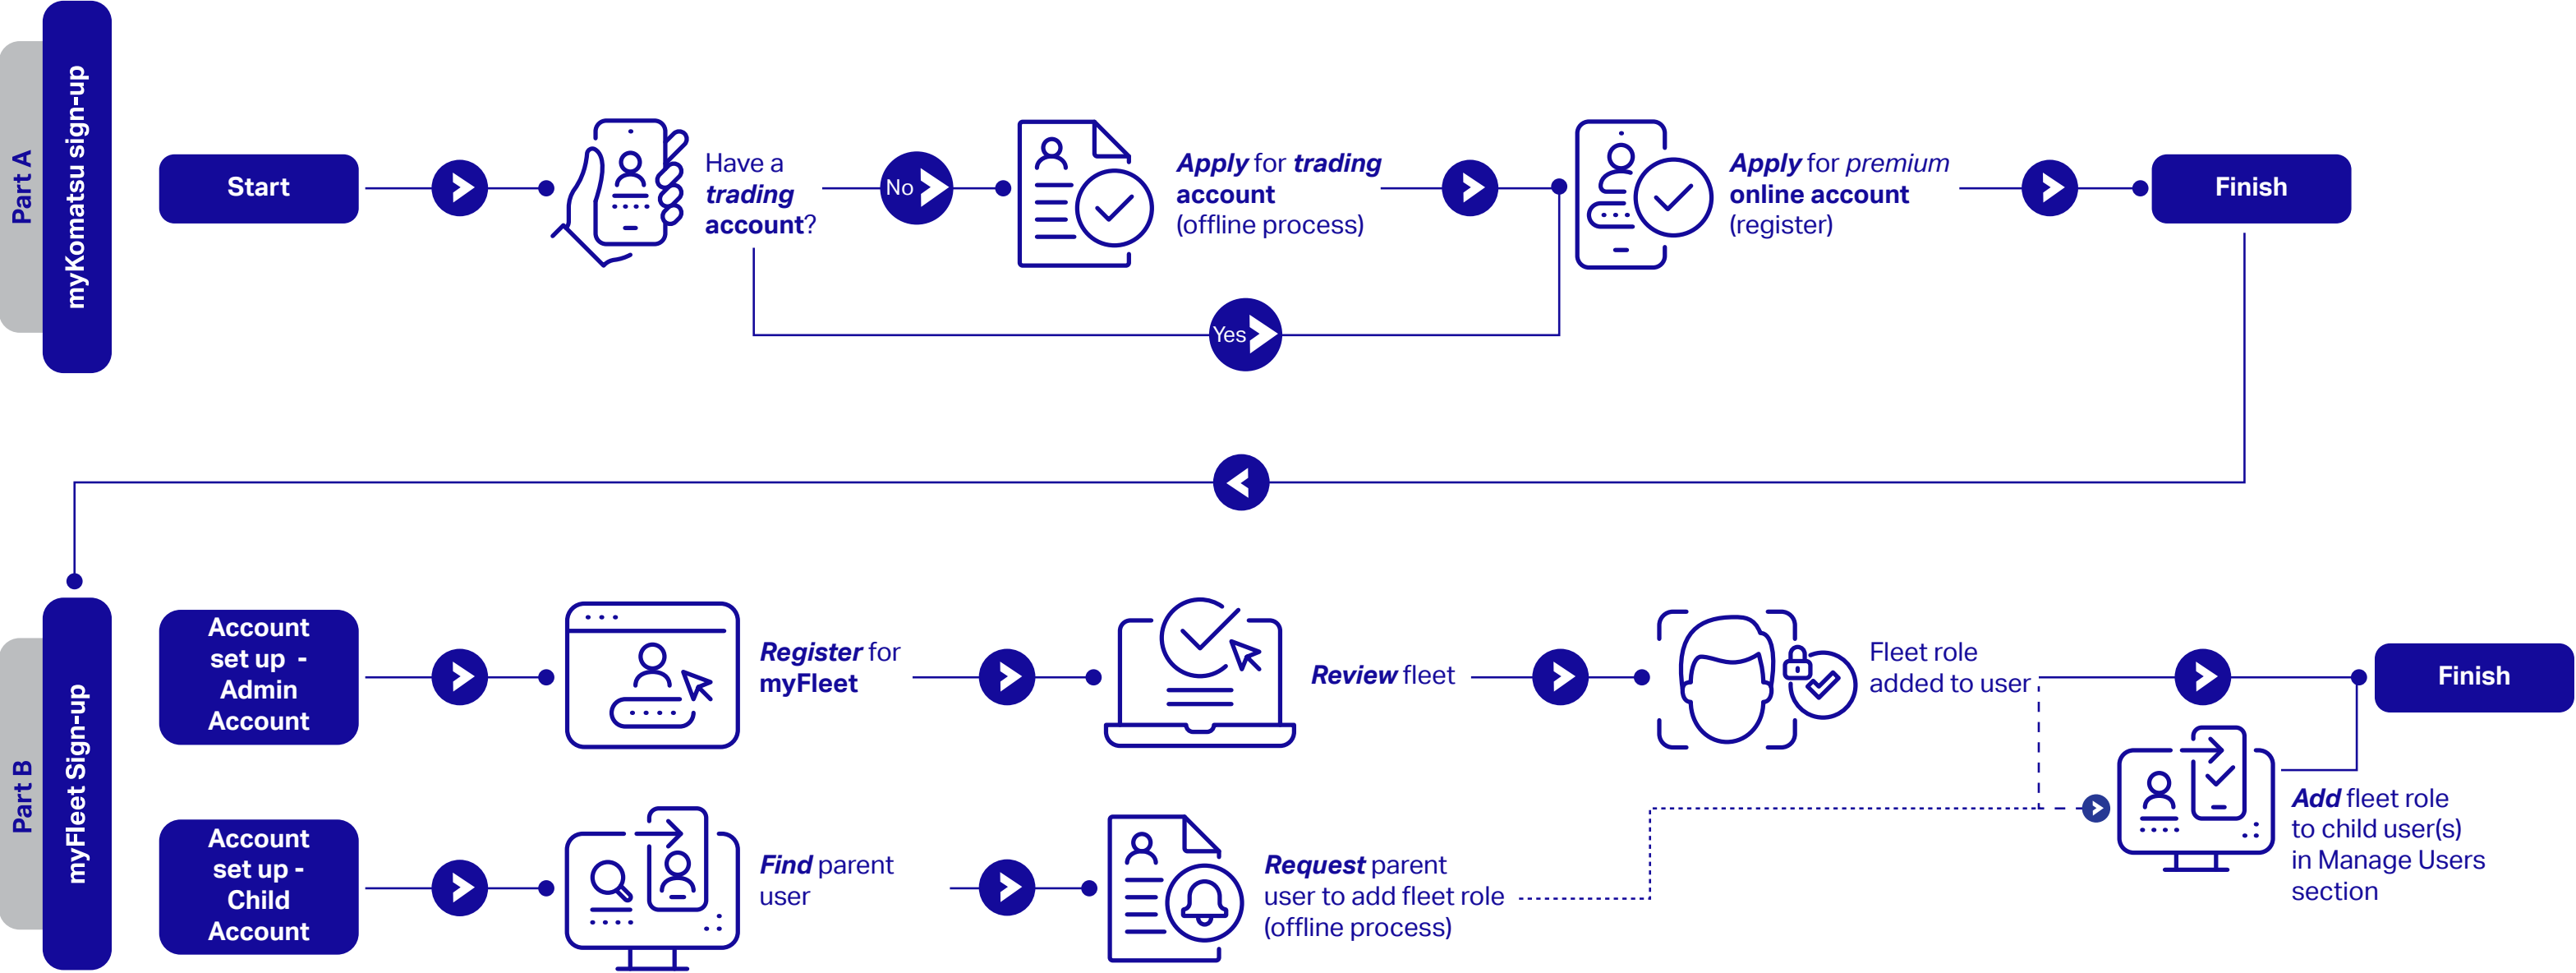 Part A
myKomatsu sign-up
Start
Have a
trading
account?
No
Apply for trading
account
(offline process)
Apply for premium
online account
(register)
Finish
Yes
Part B
myFleet Sign-up
Account
set up -
Admin
Account
Register for
myFleet
Review fleet
Fleet role
added to user
Finish
Account
set up -
Child
Account
Find parent
user
Request parent
user to add fleet role
(offline process)
Add fleet role
to child user(s)
in Manage Users
section